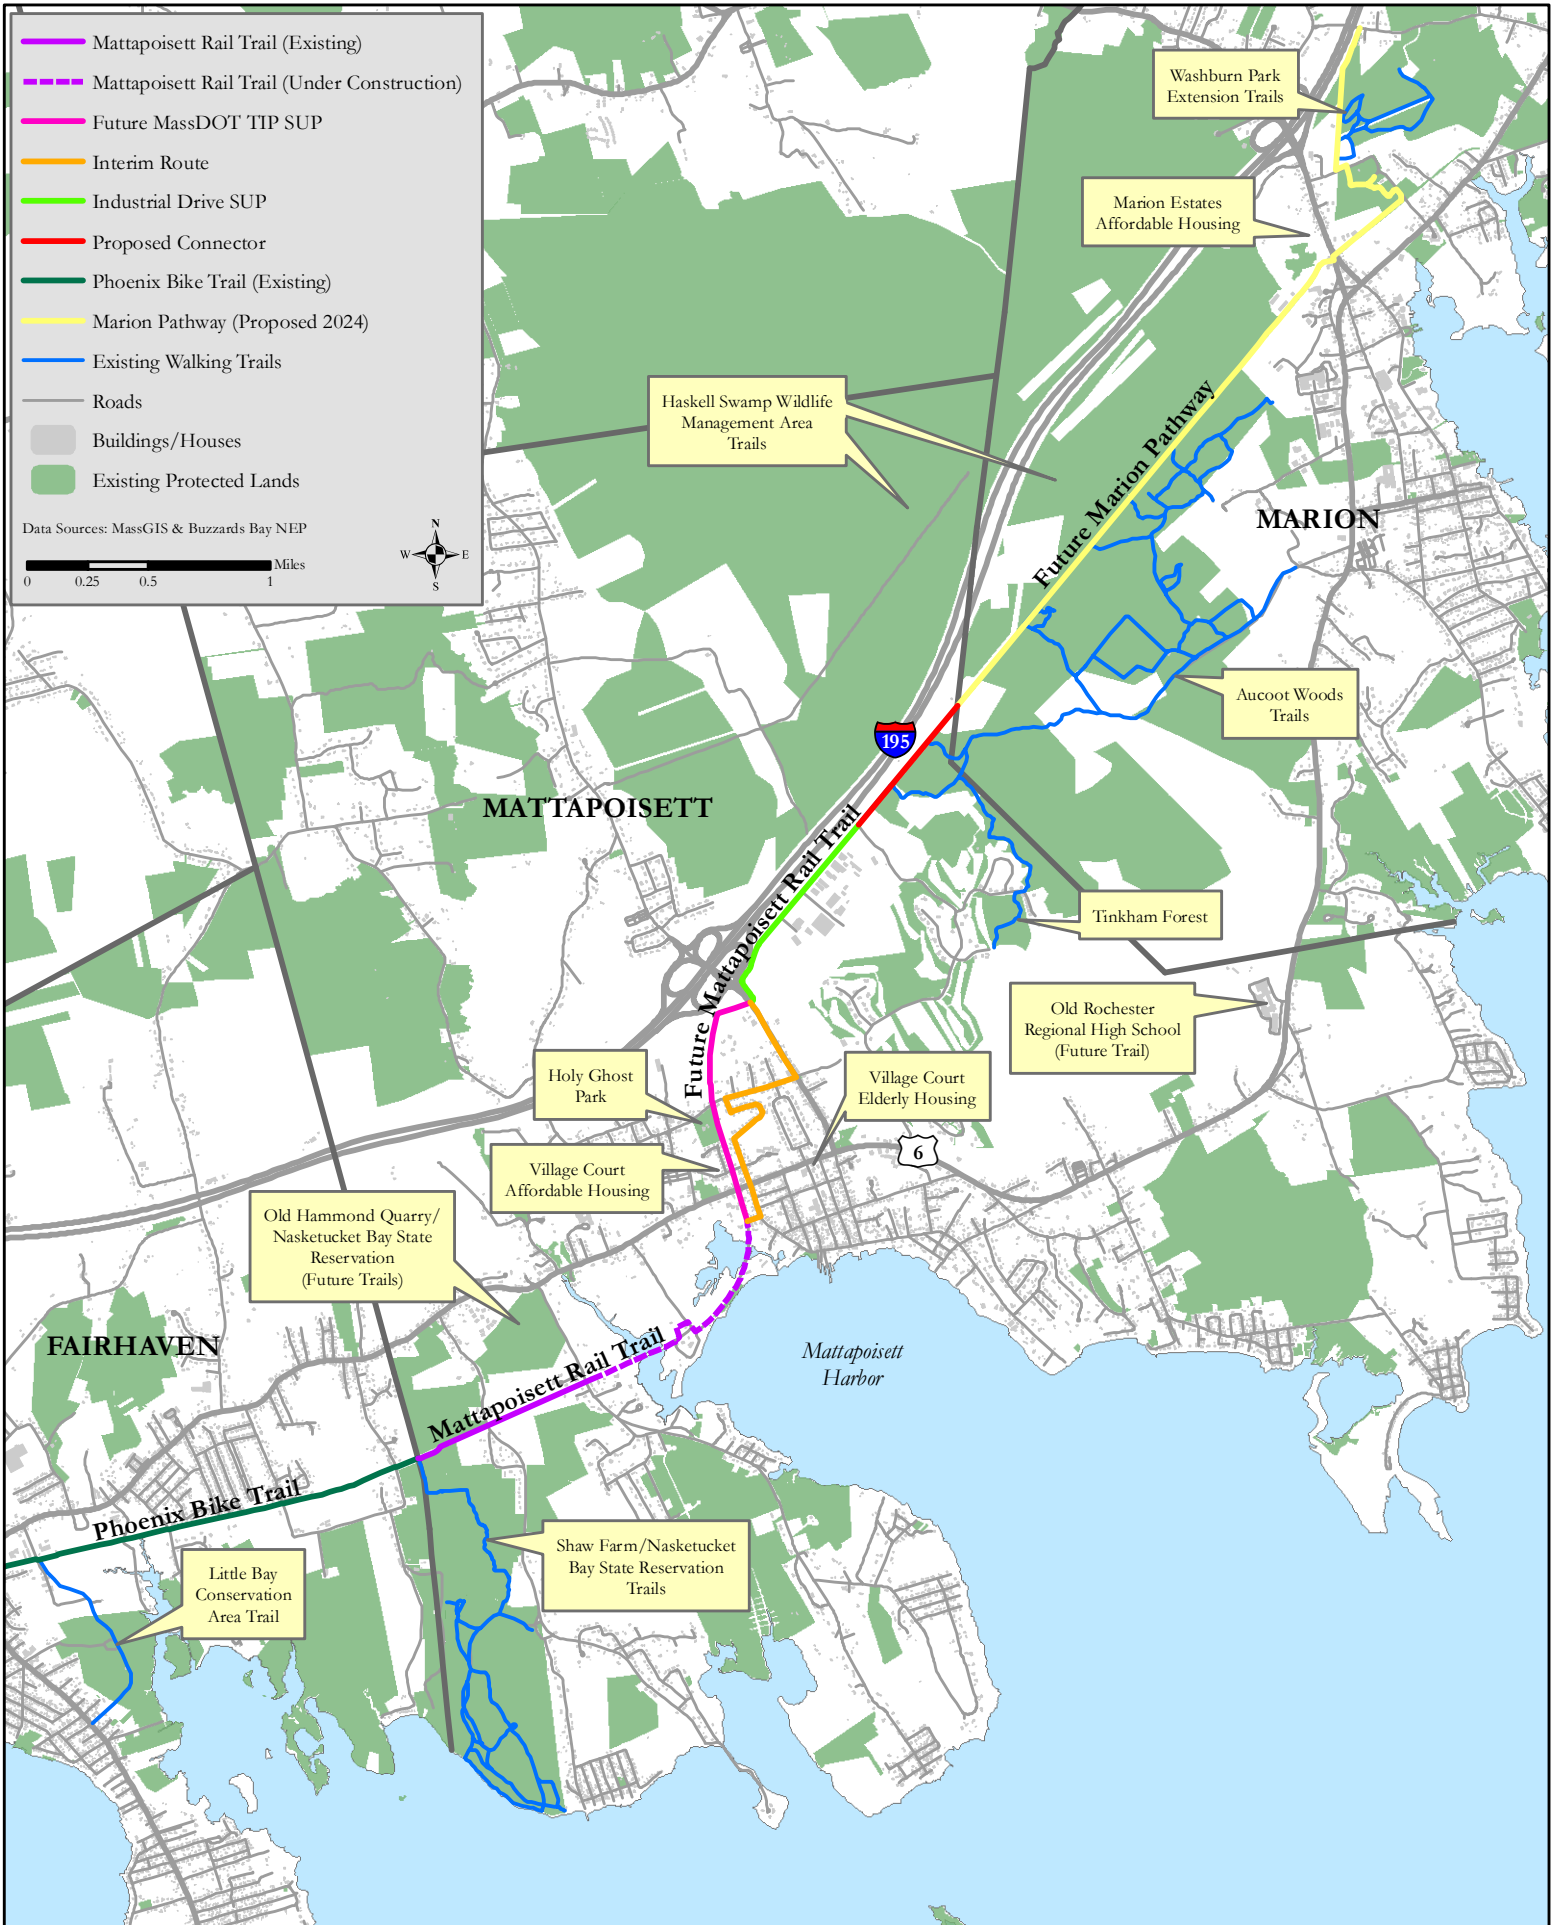 Mattapoisett Rail Trail (Existing)
Mattapoisett Rail Trail (Under Construction)
Future MassDOT TIP SUP
Interim Route
Industrial Drive SUP
Proposed Connector
Phoenix Bike Trail (Existing)
Marion Pathway (Proposed 2024)
Existing Walking Trails
Roads
Buildings/Houses
Existing Protected Lands
Data Sources: MassGIS & Buzzards Bay NEP
Miles
0 0.25 0.5 1
N
W E
S
Washburn Park
Extension Trails
Marion Estates
Affordable Housing
Haskell Swamp Wildlife
Management Area
Trails
Future Marion Pathway
MARION
Aucoot Woods
Trails
195
MATTAPOISETT
Future Mattapoisett Rail Trail
Tinkham Forest
Old Rochester
Regional High School
(Future Trail)
Holy Ghost
Park
Village Court
Elderly Housing
6
Village Court
Affordable Housing
Old Hammond Quarry/
Nasketucket Bay State
Reservation
(Future Trails)
FAIRHAVEN
Mattapoisett Rail Trail
Mattapoisett
Harbor
Phoenix Bike Trail
Shaw Farm/Nasketucket
Bay State Reservation
Trails
Little Bay
Conservation
Area Trail